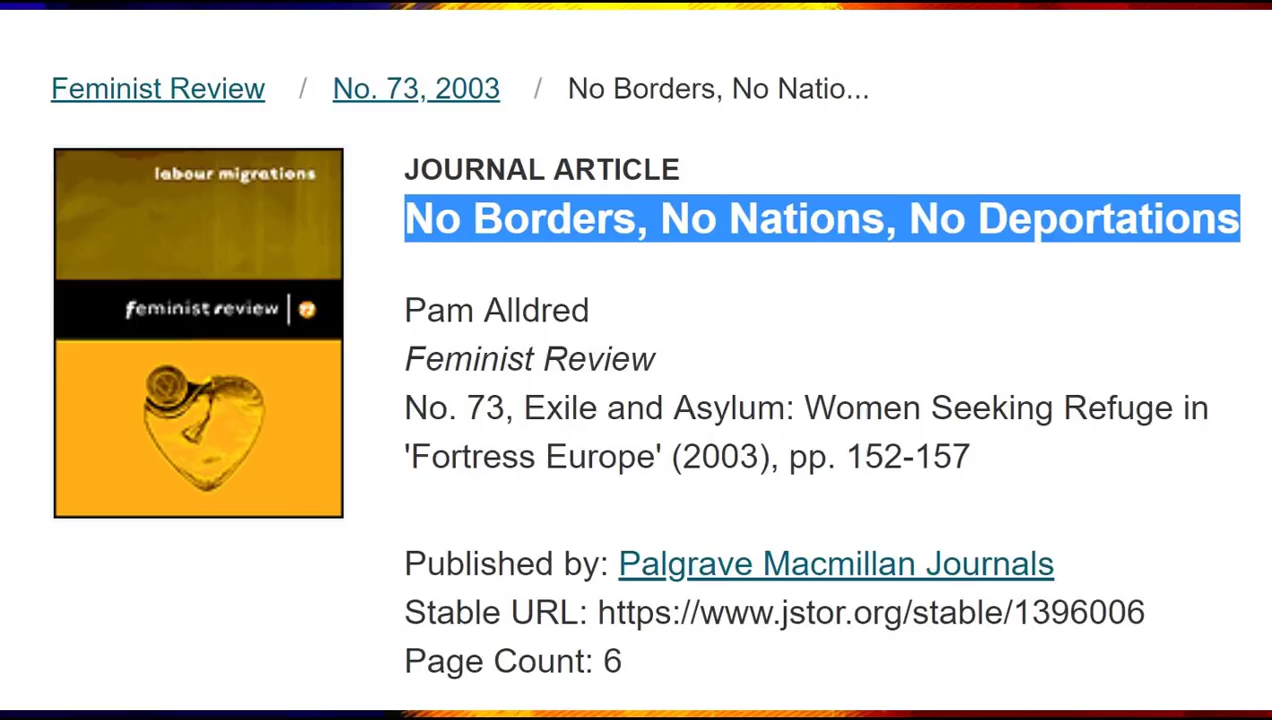 Feminist Review / No. 73, 2003 / No Borders, No Natio...
labour migrations
feminist review
JOURNAL ARTICLE
No Borders, No Nations, No Deportations
Pam Alldred
Feminist Review
No. 73, Exile and Asylum: Women Seeking Refuge in
'Fortress Europe' (2003), pp. 152-157
Published by: Palgrave Macmillan Journals
Stable URL: https://www.jstor.org/stable/1396006
Page Count: 6